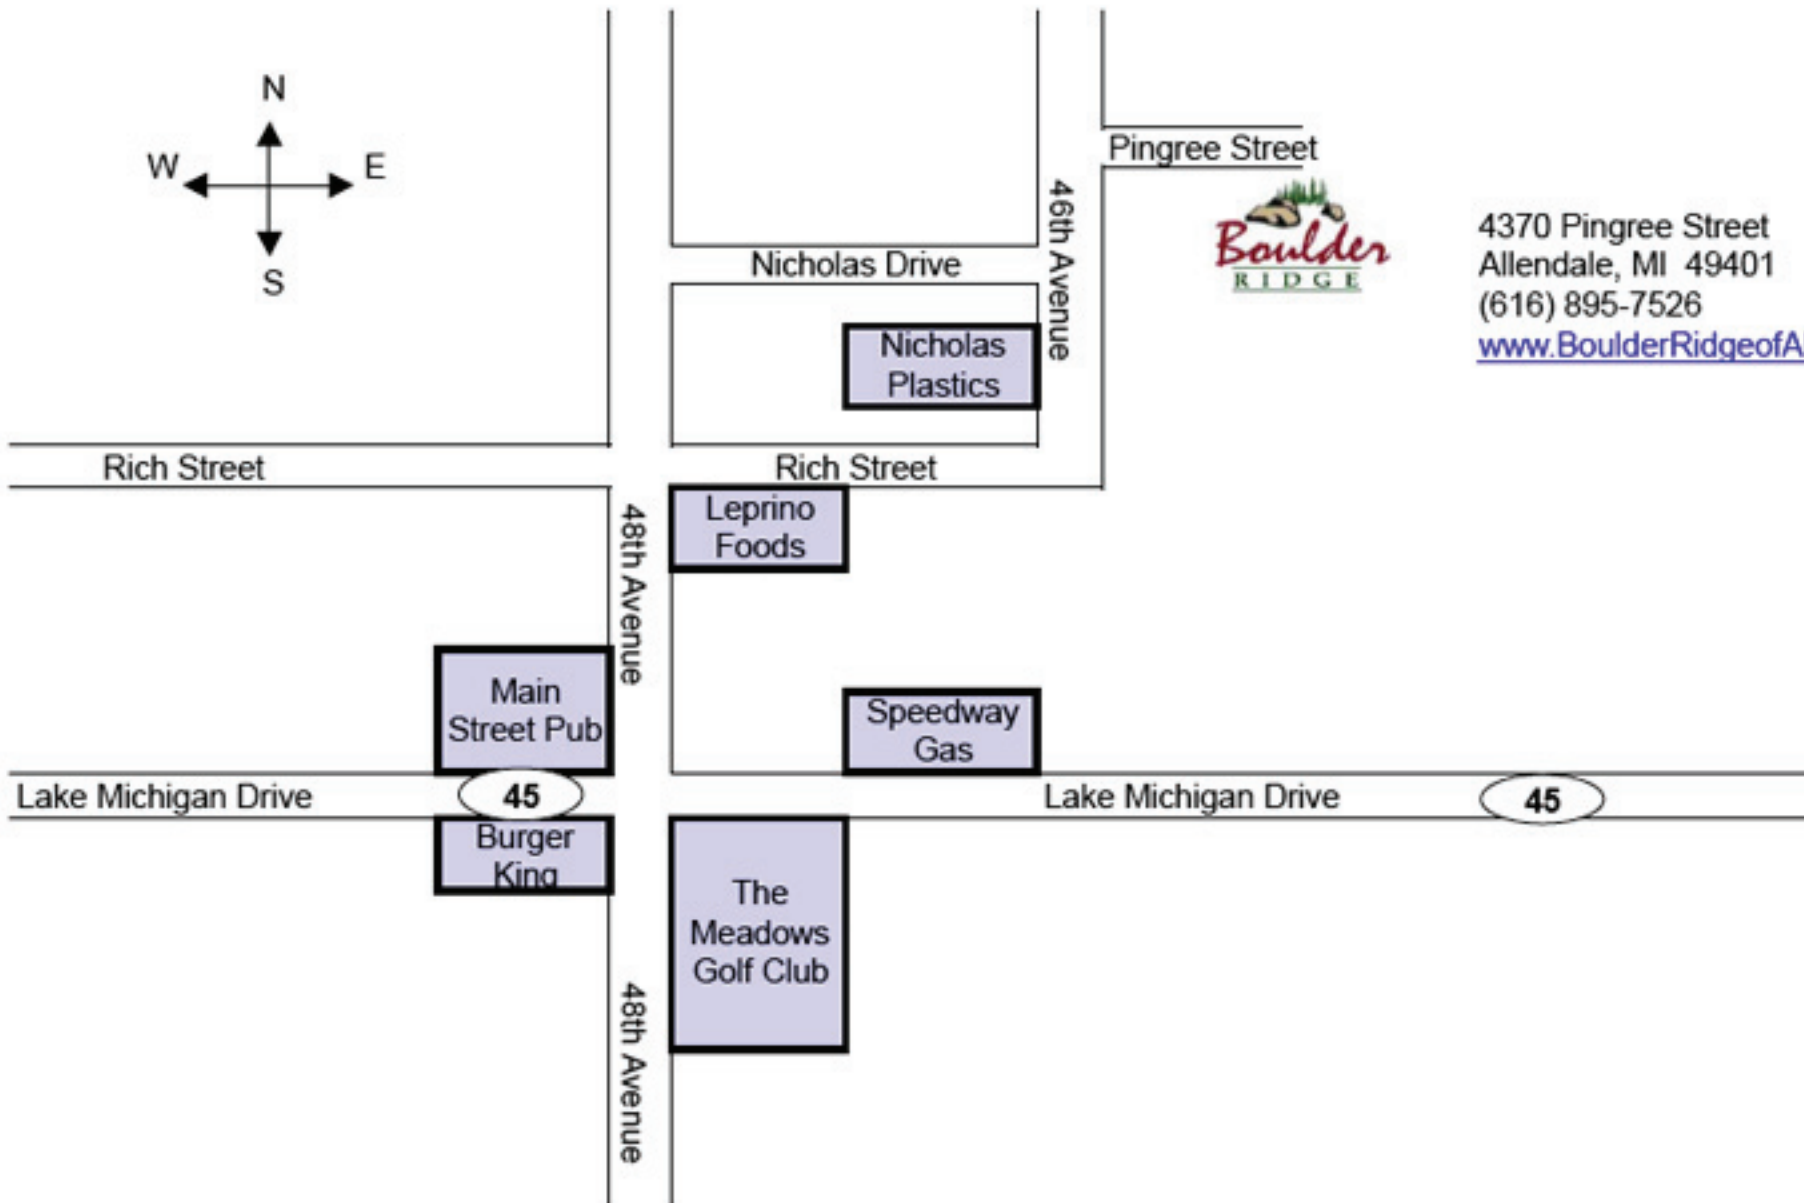 N
W
E
S
Pingree Street
46th Avenue
Boulder
RIDGE
4370 Pingree Street
Allendale, MI 49401
(616) 895-7526
www.BoulderRidgeofA
Nicholas Drive
Nicholas
Plastics
Rich Street
Rich Street
Leprino
Foods
48th Avenue
Main
Street Pub
Speedway
Gas
Lake Michigan Drive
45
Lake Michigan Drive
45
Burger
King
The
Meadows
Golf Club
48th Avenue